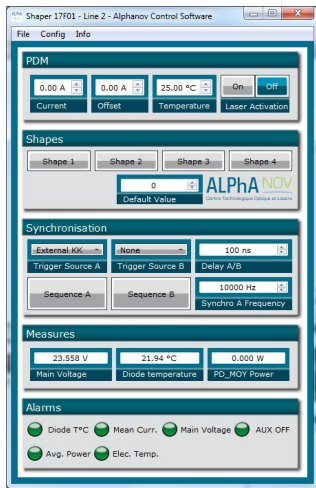 Shaper 17F01 - Line 2 - Alphanov Control Software
File Config Info
PDM
0.00 A 0.00 A 25.00 °C On Off
Current Offset Temperature Laser Activation
Shapes
Shape 1 Shape 2 Shape 3 Shape 4
0
Default Value
ALPhA NOV
Centre Technologique Optique et Lasers
Synchronisation
External KK None 100 ns
Trigger Source A Trigger Source B Delay A/B
Sequence A Sequence B 10000 Hz
Synchro A Frequency
Measures
23.558 V 21.94 °C 0.000 W
Main Voltage Diode temperature PD_MOY Power
Alarms
Diode T°C Mean Curr. Main Voltage AUX OFF
Avg. Power Elec. Temp.